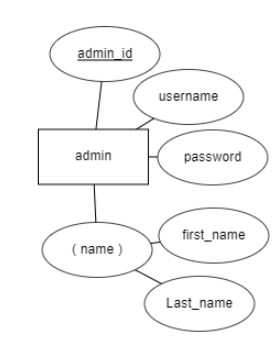 admin_id
username
admin
password
first_name
( name )
Last_name